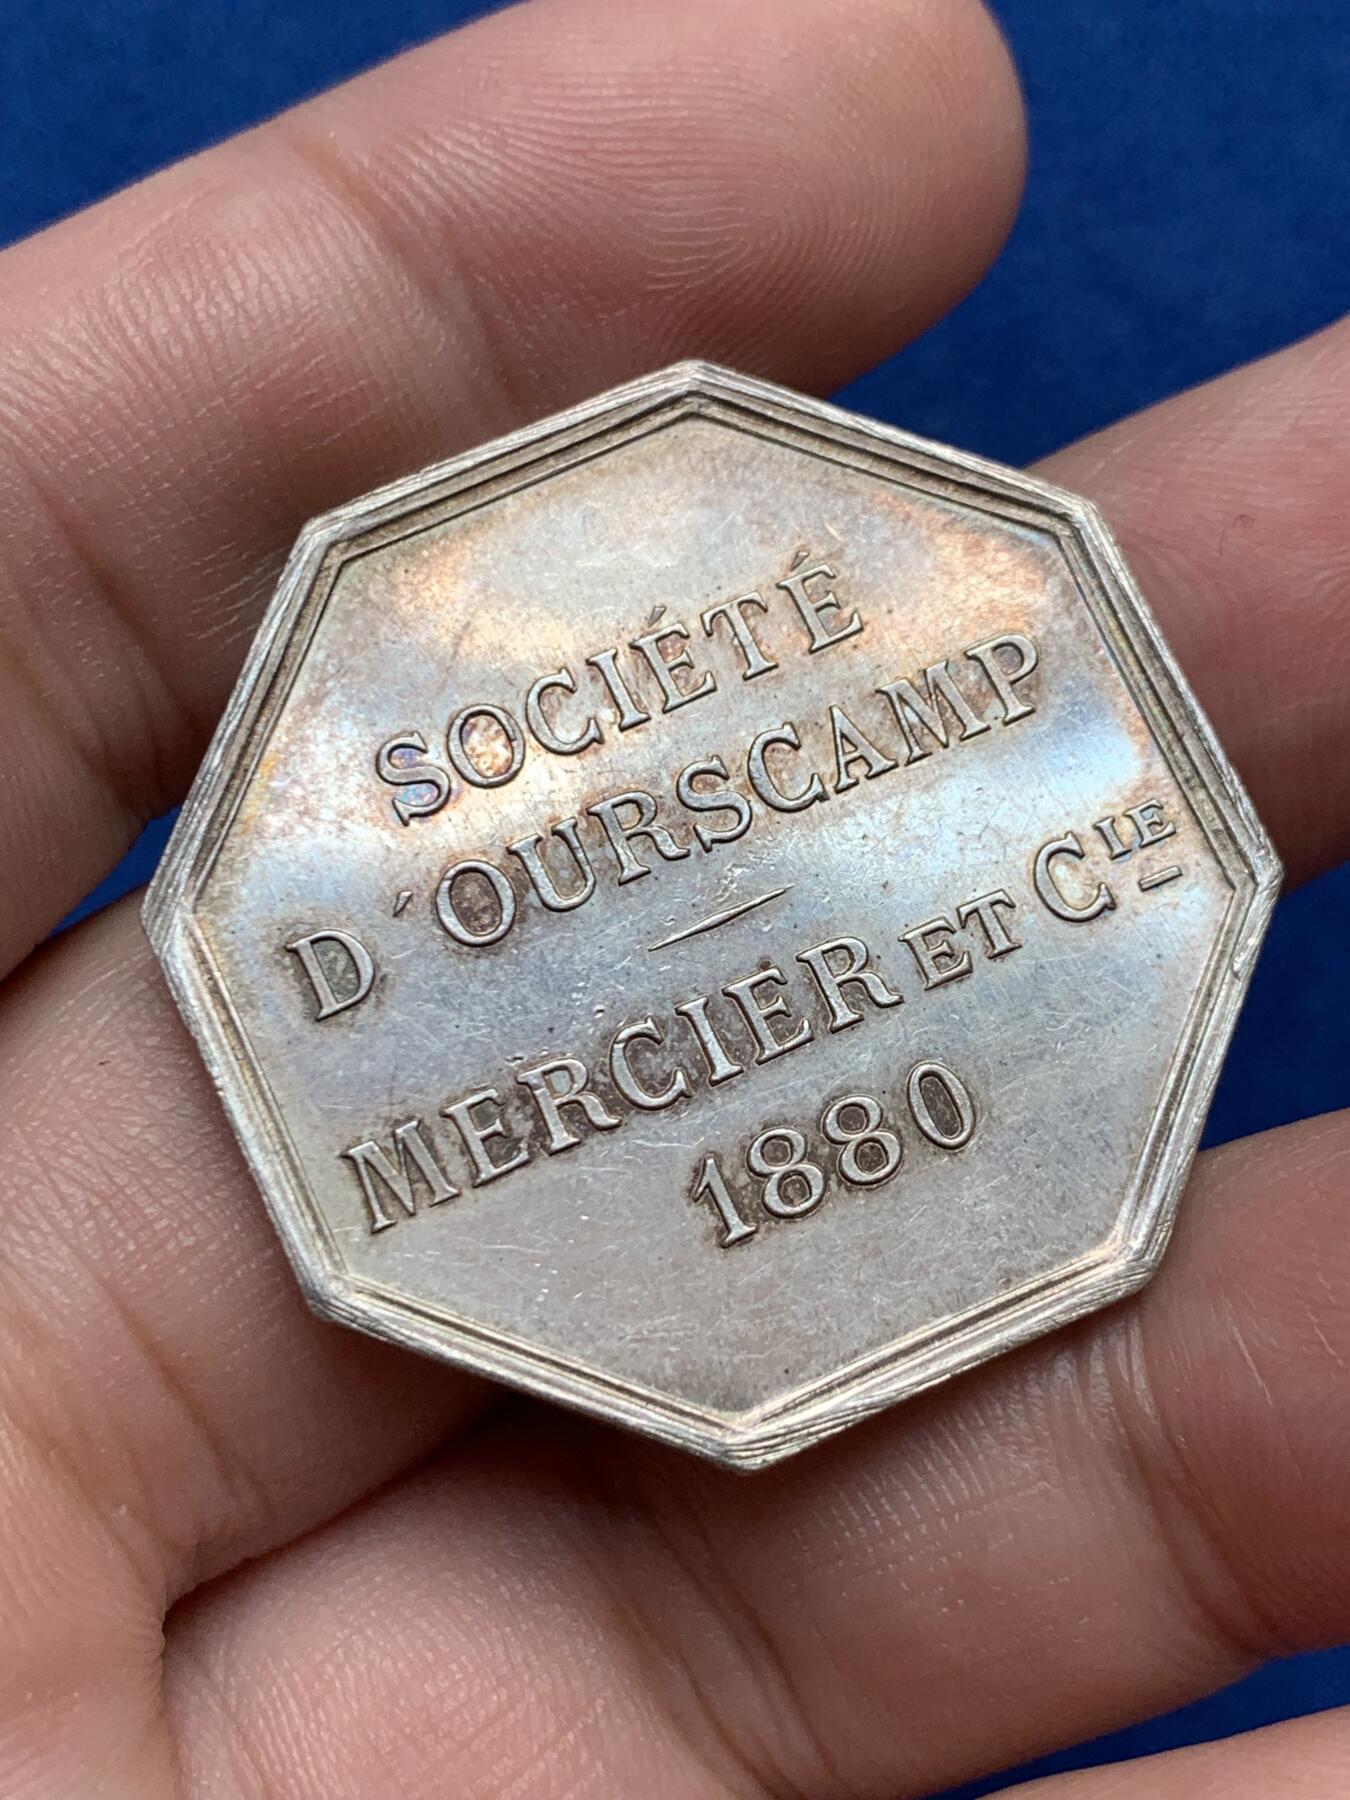 SOCIÉTÉ
D'OURSCAMP
MERCIER ET CIE
1880